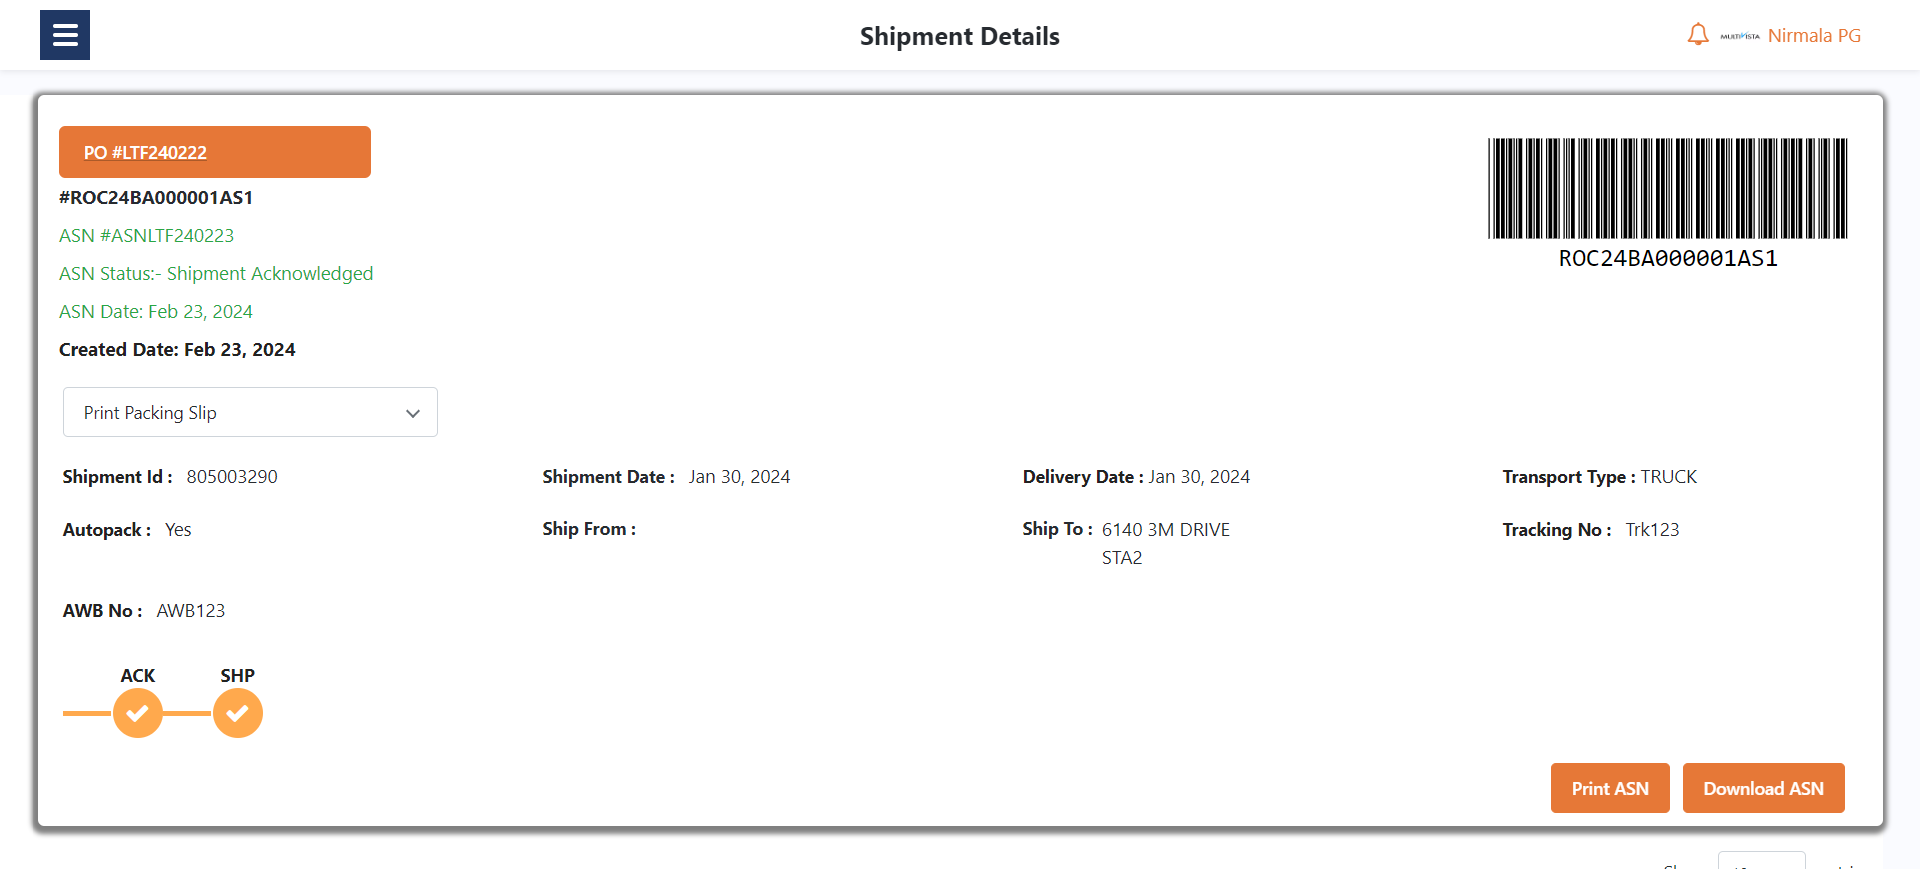 Shipment Details
MULTIVISTA Nirmala PG
PO #LTF240222
#ROC24BA000001AS1
ASN #ASNLTF240223
ASN Status:- Shipment Acknowledged
ASN Date: Feb 23, 2024
Created Date: Feb 23, 2024
ROC24BA000001AS1
Print Packing Slip
Shipment Id : 805003290
Shipment Date : Jan 30, 2024
Delivery Date : Jan 30, 2024
Transport Type : TRUCK
Autopack : Yes
Ship From :
Ship To : 6140 3M DRIVE
STA2
Tracking No : Trk123
AWB No : AWB123
ACK SHP
Print ASN
Download ASN